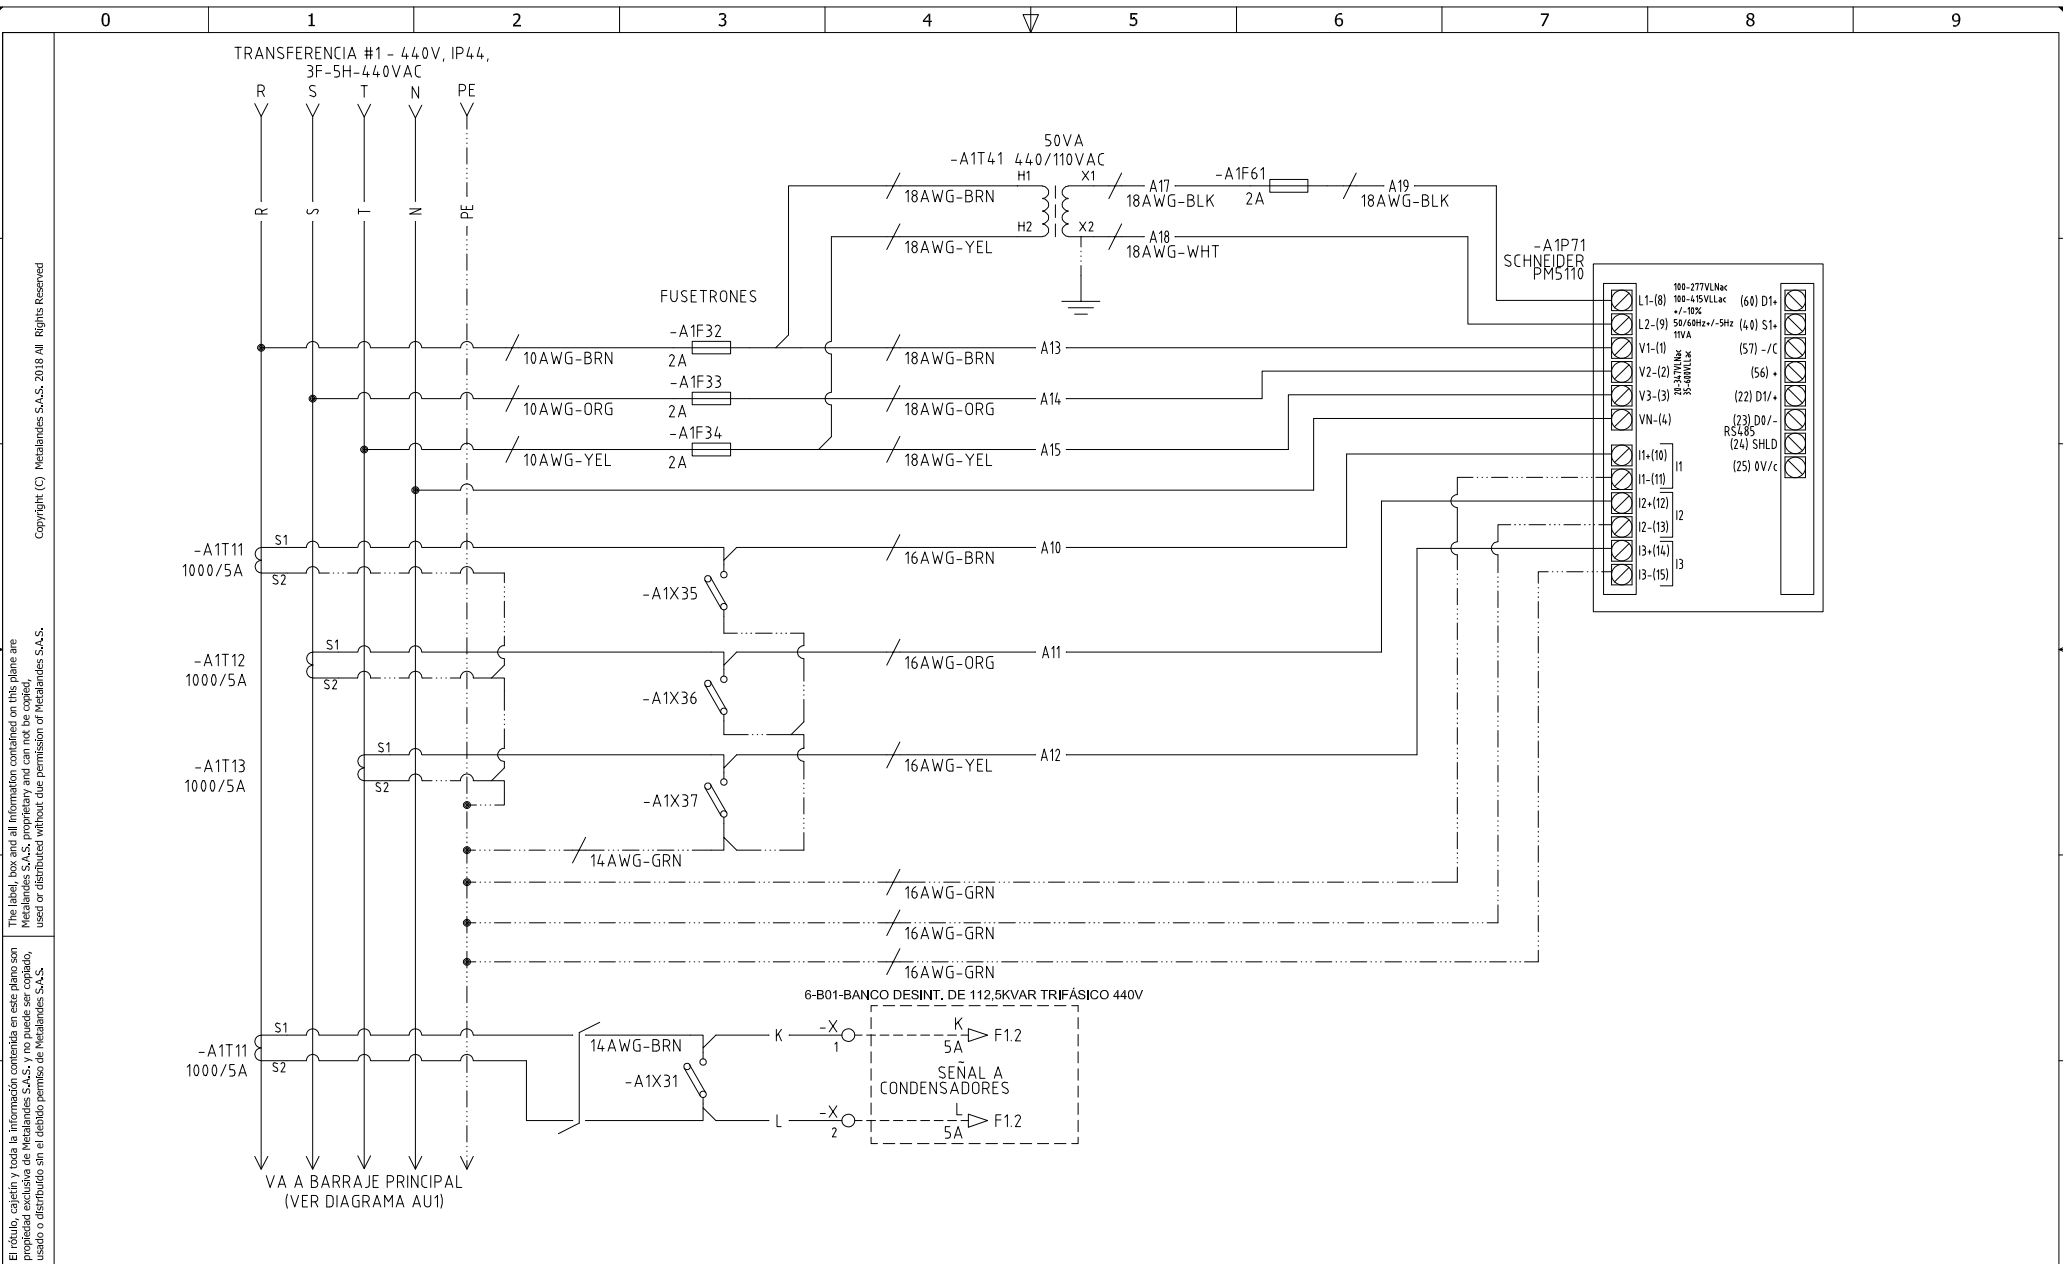 0 1 2 3 4 5 6 7 8 9
TRANSFERENCIA #1 - 440V, IP44,
3F-5H-440VAC
R S T N PE
R S T N PE
50VA
-A1T41 440/110VAC
H1 X1
H2 X2
18AWG-BRN
18AWG-YEL
A17
18AWG-BLK
-A1F61
2A
A19
18AWG-BLK
A18
18AWG-WHT
-A1P71
SCHNEIDER
PM5110
100-277VLNac
100-415VLLac
+/-10%
50/60Hz+/-5Hz
11VA
20-347VLNac
35-600VLLac
L1-(8)
L2-(9)
V1-(1)
V2-(2)
V3-(3)
VN-(4)
I1+(10)
I1-(11)
I1
I2+(12)
I2-(13)
I2
I3+(14)
I3-(15)
I3
(60) D1+
(40) S1+
(57) -/C
(56) +
(22) D1/+
(23) D0/-
RS485
(24) SHLD
(25) 0V/c
FUSETRONES
10AWG-BRN
-A1F32
2A
18AWG-BRN
A13
10AWG-ORG
-A1F33
2A
18AWG-ORG
A14
10AWG-YEL
-A1F34
2A
18AWG-YEL
A15
-A1T11
1000/5A
S1
S2
-A1X35
16AWG-BRN
A10
-A1T12
1000/5A
S1
S2
-A1X36
16AWG-ORG
A11
-A1T13
1000/5A
S1
S2
-A1X37
16AWG-YEL
A12
14AWG-GRN
16AWG-GRN
16AWG-GRN
16AWG-GRN
6-B01-BANCO DESINT. DE 112,5KVAR TRIFÁSICO 440V
-A1T11
1000/5A
S1
S2
14AWG-BRN
-A1X31
K
-X
1
K
5A
F1.2
SEÑAL A
CONDENSADORES
L
-X
2
L
5A
F1.2
VA A BARRAJE PRINCIPAL
(VER DIAGRAMA AU1)
Copyright (C) Metalandes S.A.S. 2018 All Rights Reserved
The label, box and all information contained on this plane are
Metalandes S.A.S. proprietary and can not be copied,
used or distributed without due permission of Metalandes S.A.S.
El rótulo, cajetín y toda la información contenida en este plano son
propiedad exclusiva de Metalandes S.A.S. y no puede ser copiado,
usado o distribuido sin el debido permiso de Metalandes S.A.S.